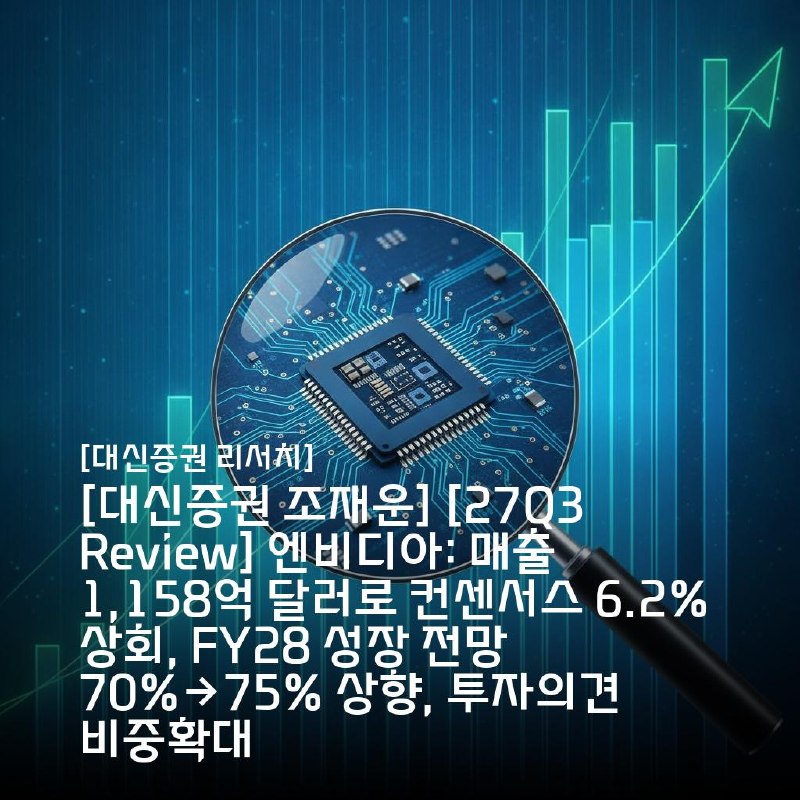 [대신증권 리서치]
[대신증권 조재운] [27Q3
Review] 엔비디아: 매출
1,158억 달러로 컨센서스 6.2%
상회, FY28 성장 전망
70%→75% 상향, 투자의견
비중확대